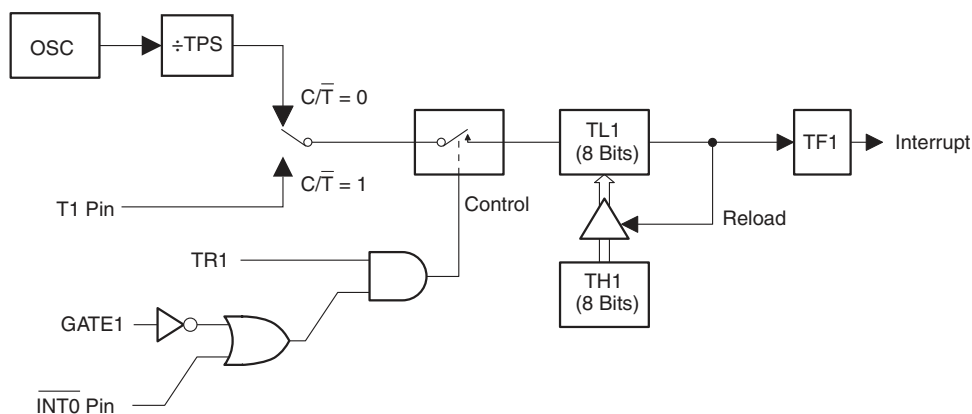 OSC
÷TPS
C/T̅ = 0
C/T̅ = 1
T1 Pin
TL1
(8 Bits)
TF1
Interrupt
Control
Reload
TR1
TH1
(8 Bits)
GATE1
I̅N̅T̅0̅ Pin